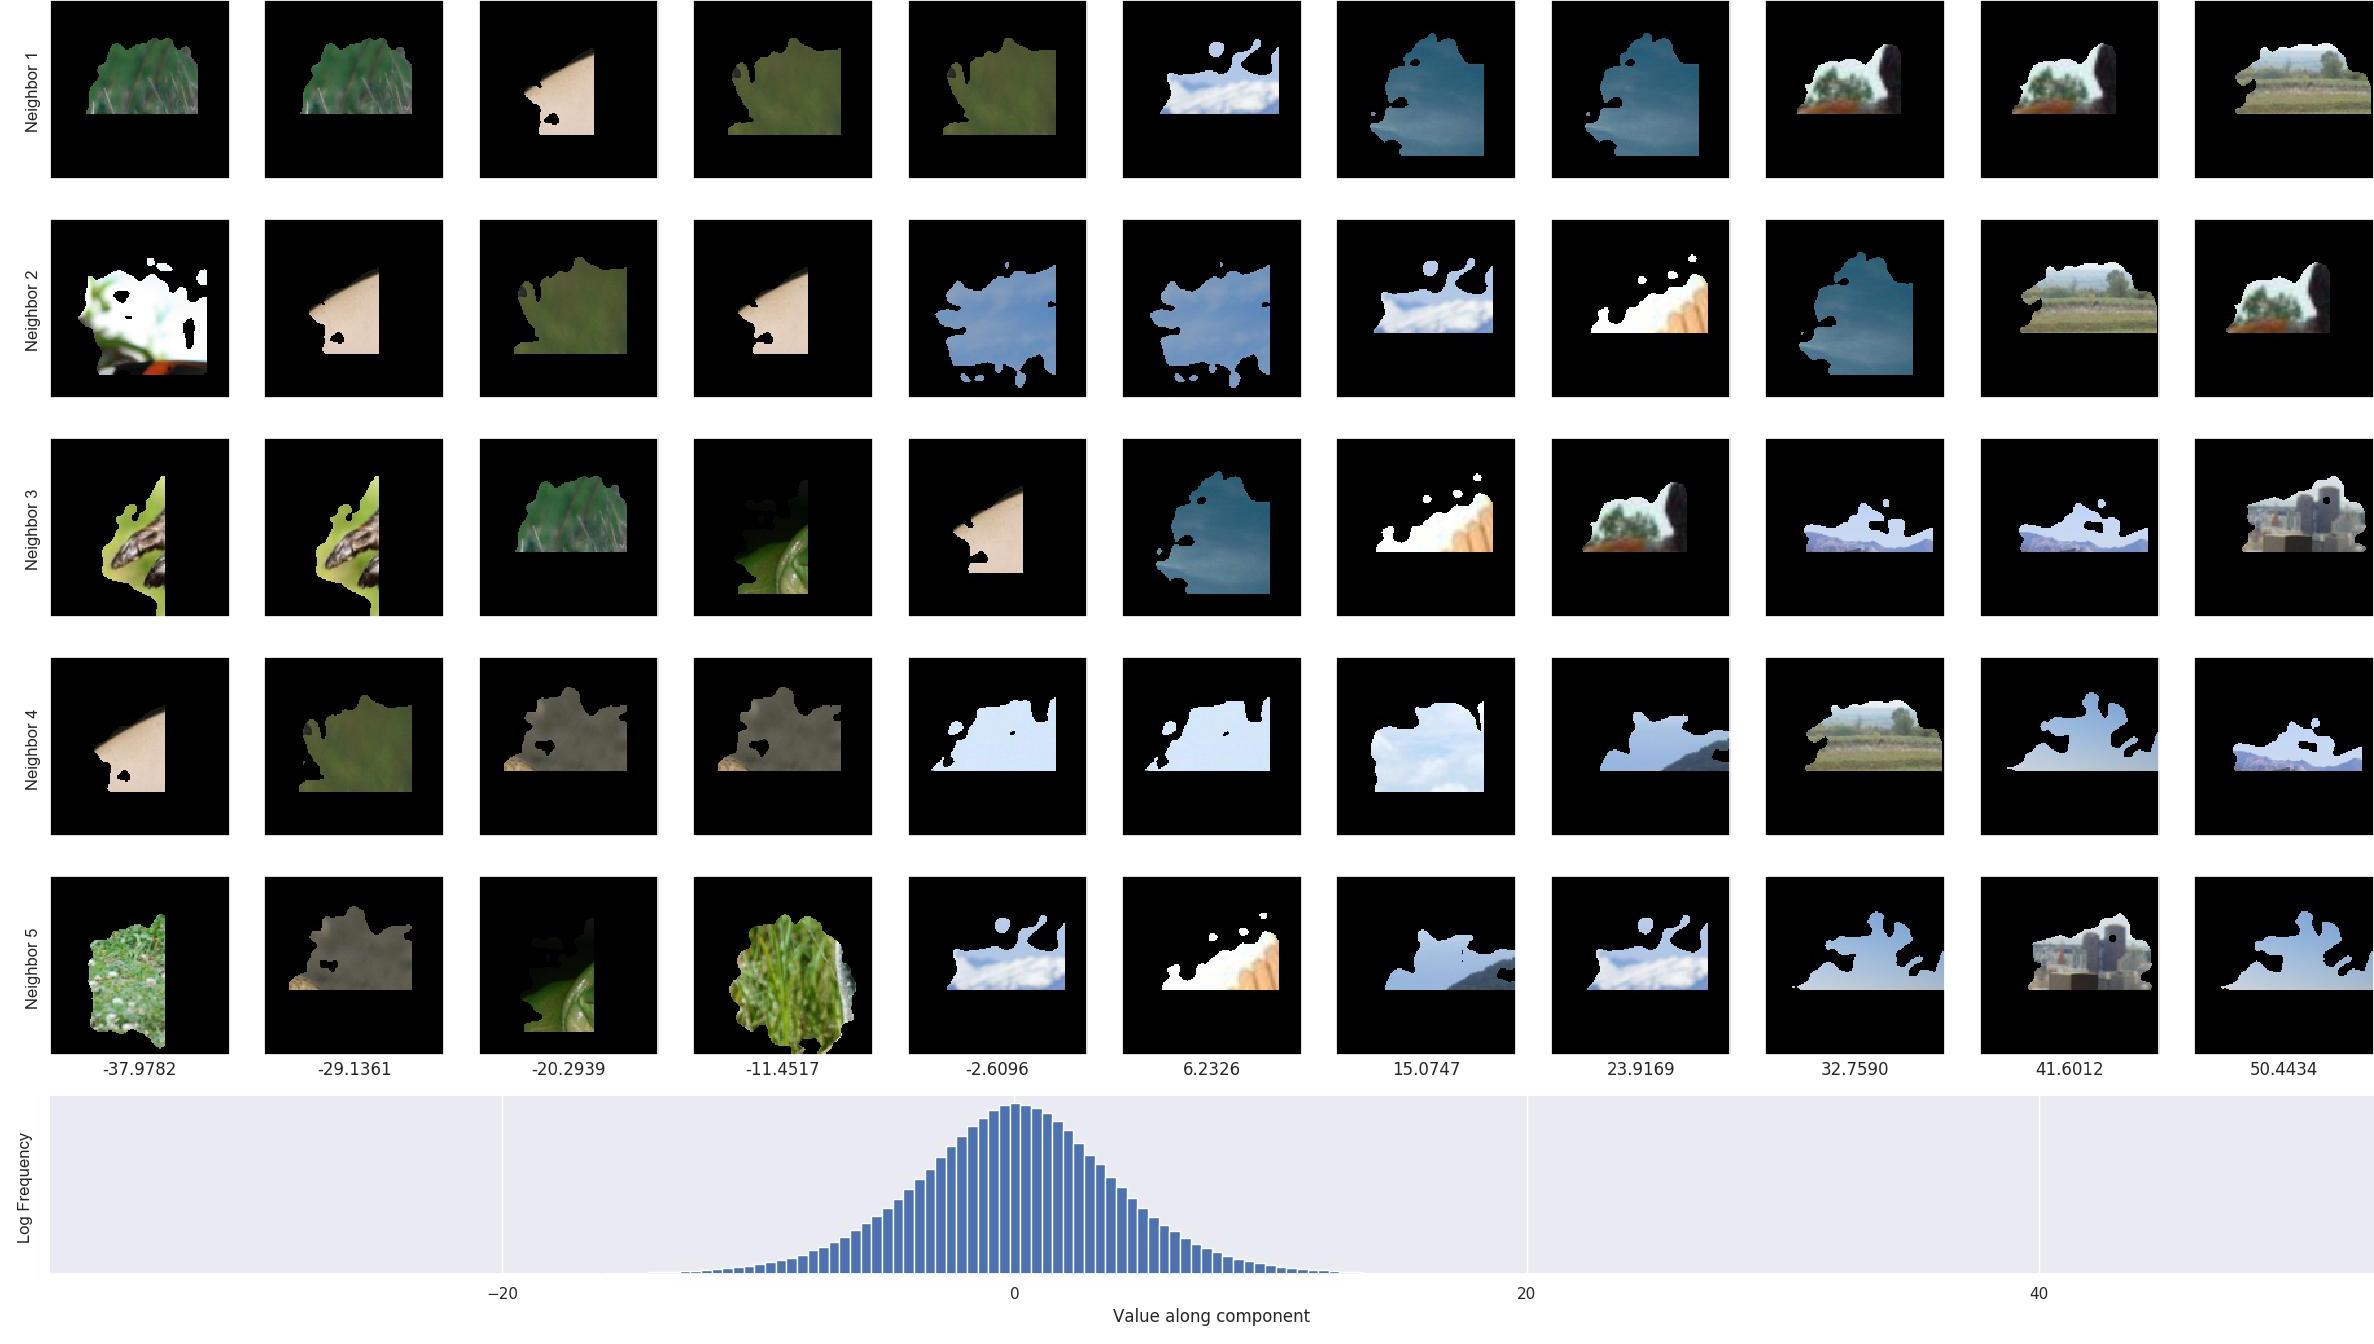 Neighbor 1
Neighbor 2
Neighbor 3
Neighbor 4
Neighbor 5
-37.9782 -29.1361 -20.2939 -11.4517 -2.6096 6.2326 15.0747 23.9169 32.7590 41.6012 50.4434
Log Frequency
−20 0 20 40
Value along component